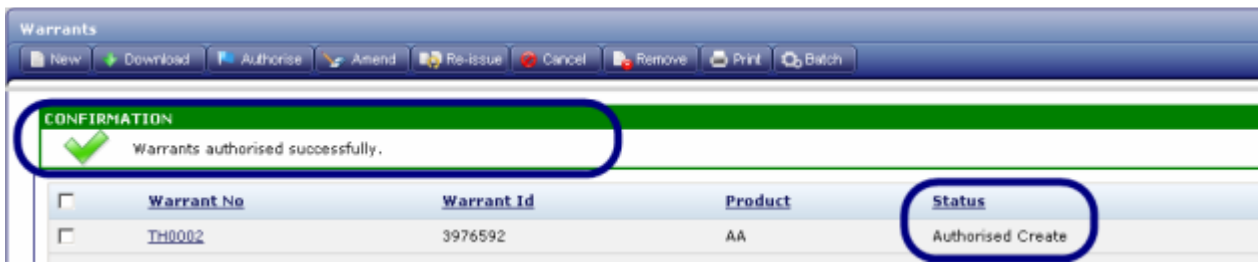 Warrants
New Download Authorise Amend Re-issue Cancel Remove Print Batch
CONFIRMATION
Warrants authorised successfully.
Warrant No Warrant Id Product Status
TH0002 3976592 AA Authorised Create